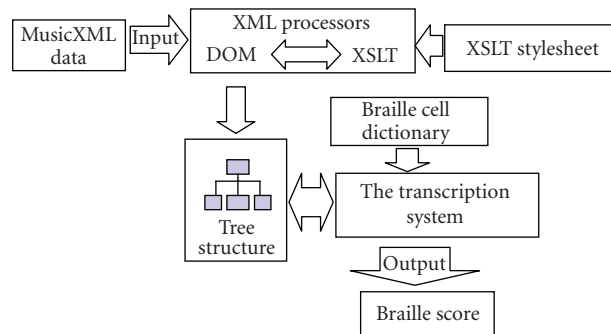 MusicXML
data
Input
XML processors
DOM XSLT
XSLT stylesheet
Braille cell
dictionary
Tree
structure
The transcription
system
Output
Braille score